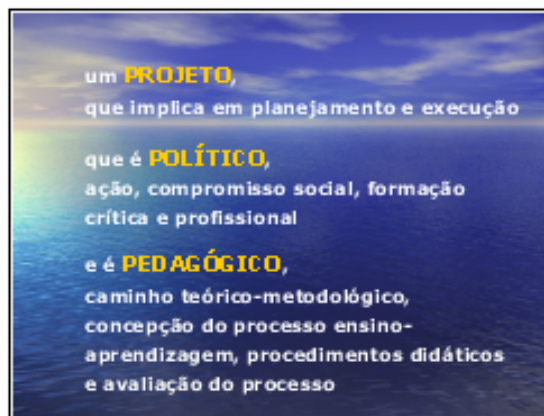 um PROJETO,
que implica em planejamento e execução
que é POLÍTICO,
ação, compromisso social, formação
crítica e profissional
e é PEDAGÓGICO,
caminho teórico-metodológico,
concepção do processo ensino-
aprendizagem, procedimentos didáticos
e avaliação do processo